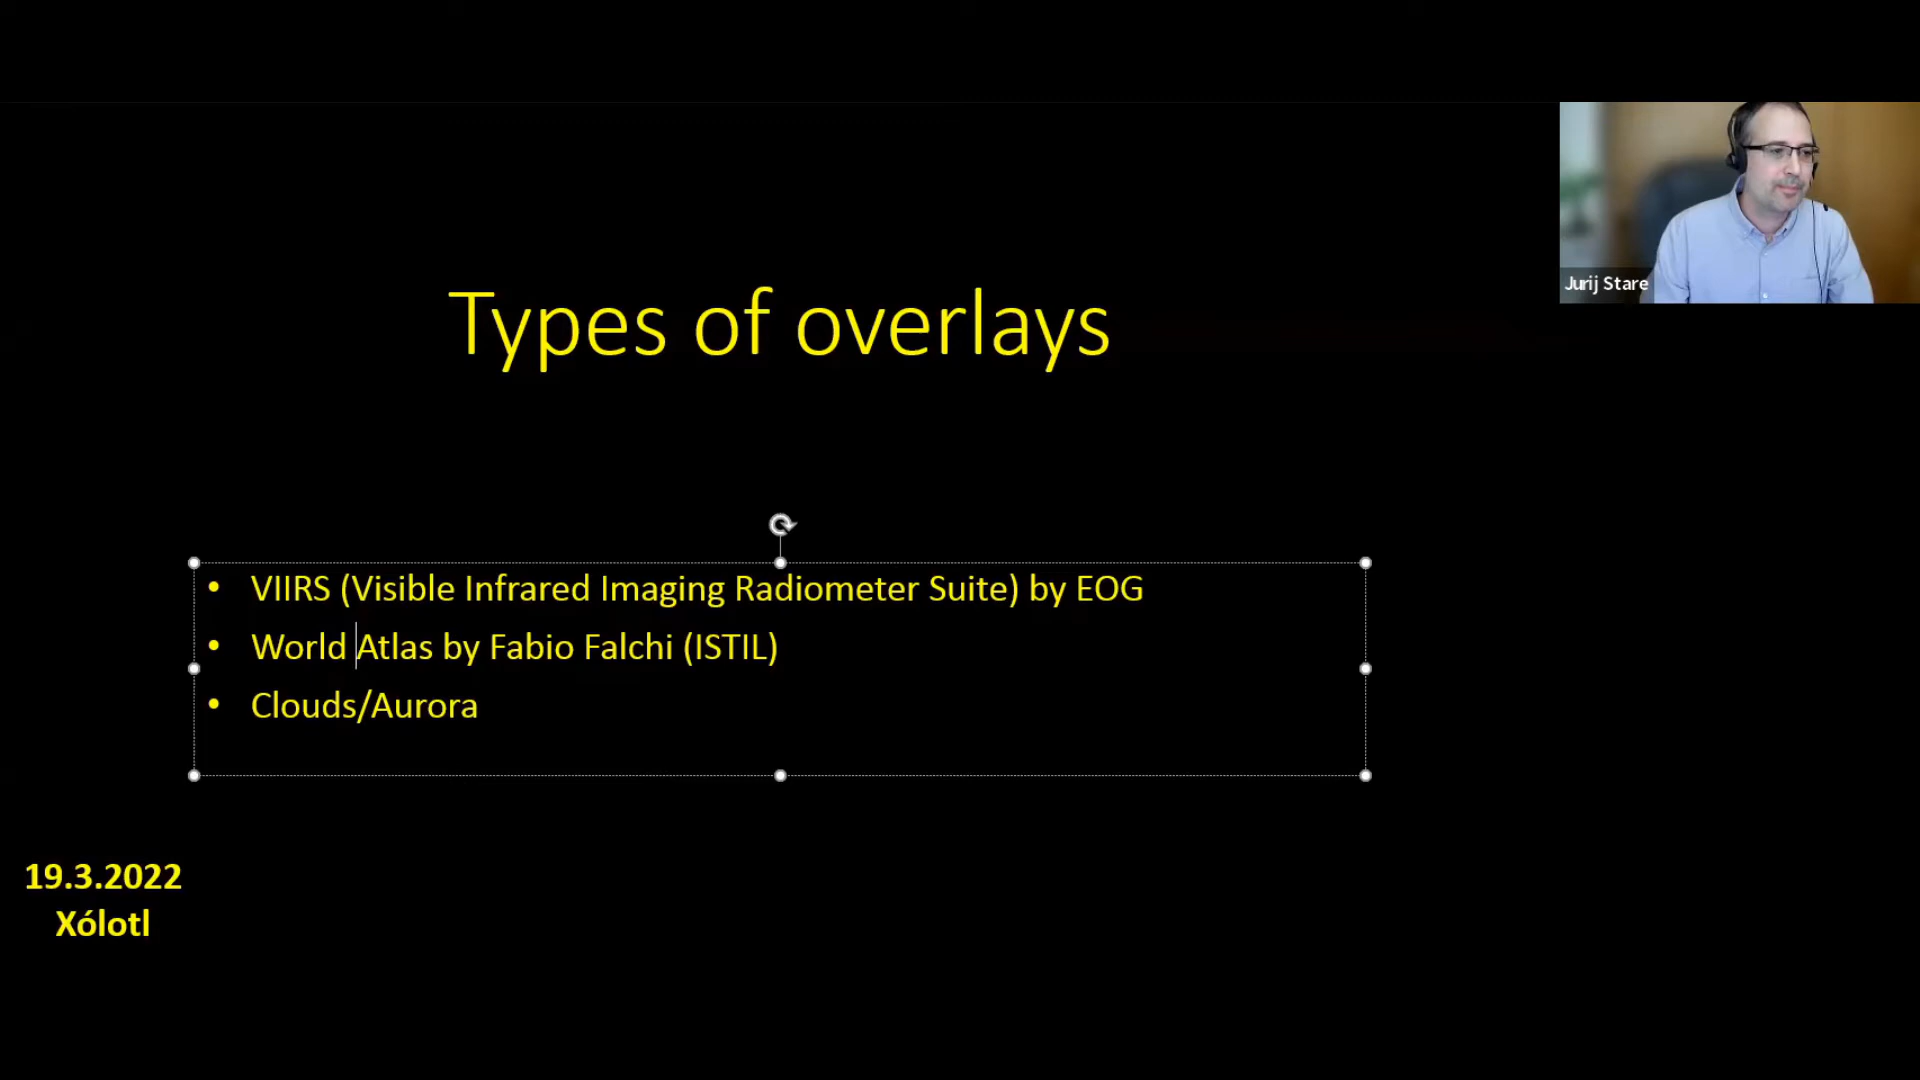 Jurij Stare
Types of overlays
• VIIRS (Visible Infrared Imaging Radiometer Suite) by EOG
• World Atlas by Fabio Falchi (ISTIL)
• Clouds/Aurora
19.3.2022
Xólotl